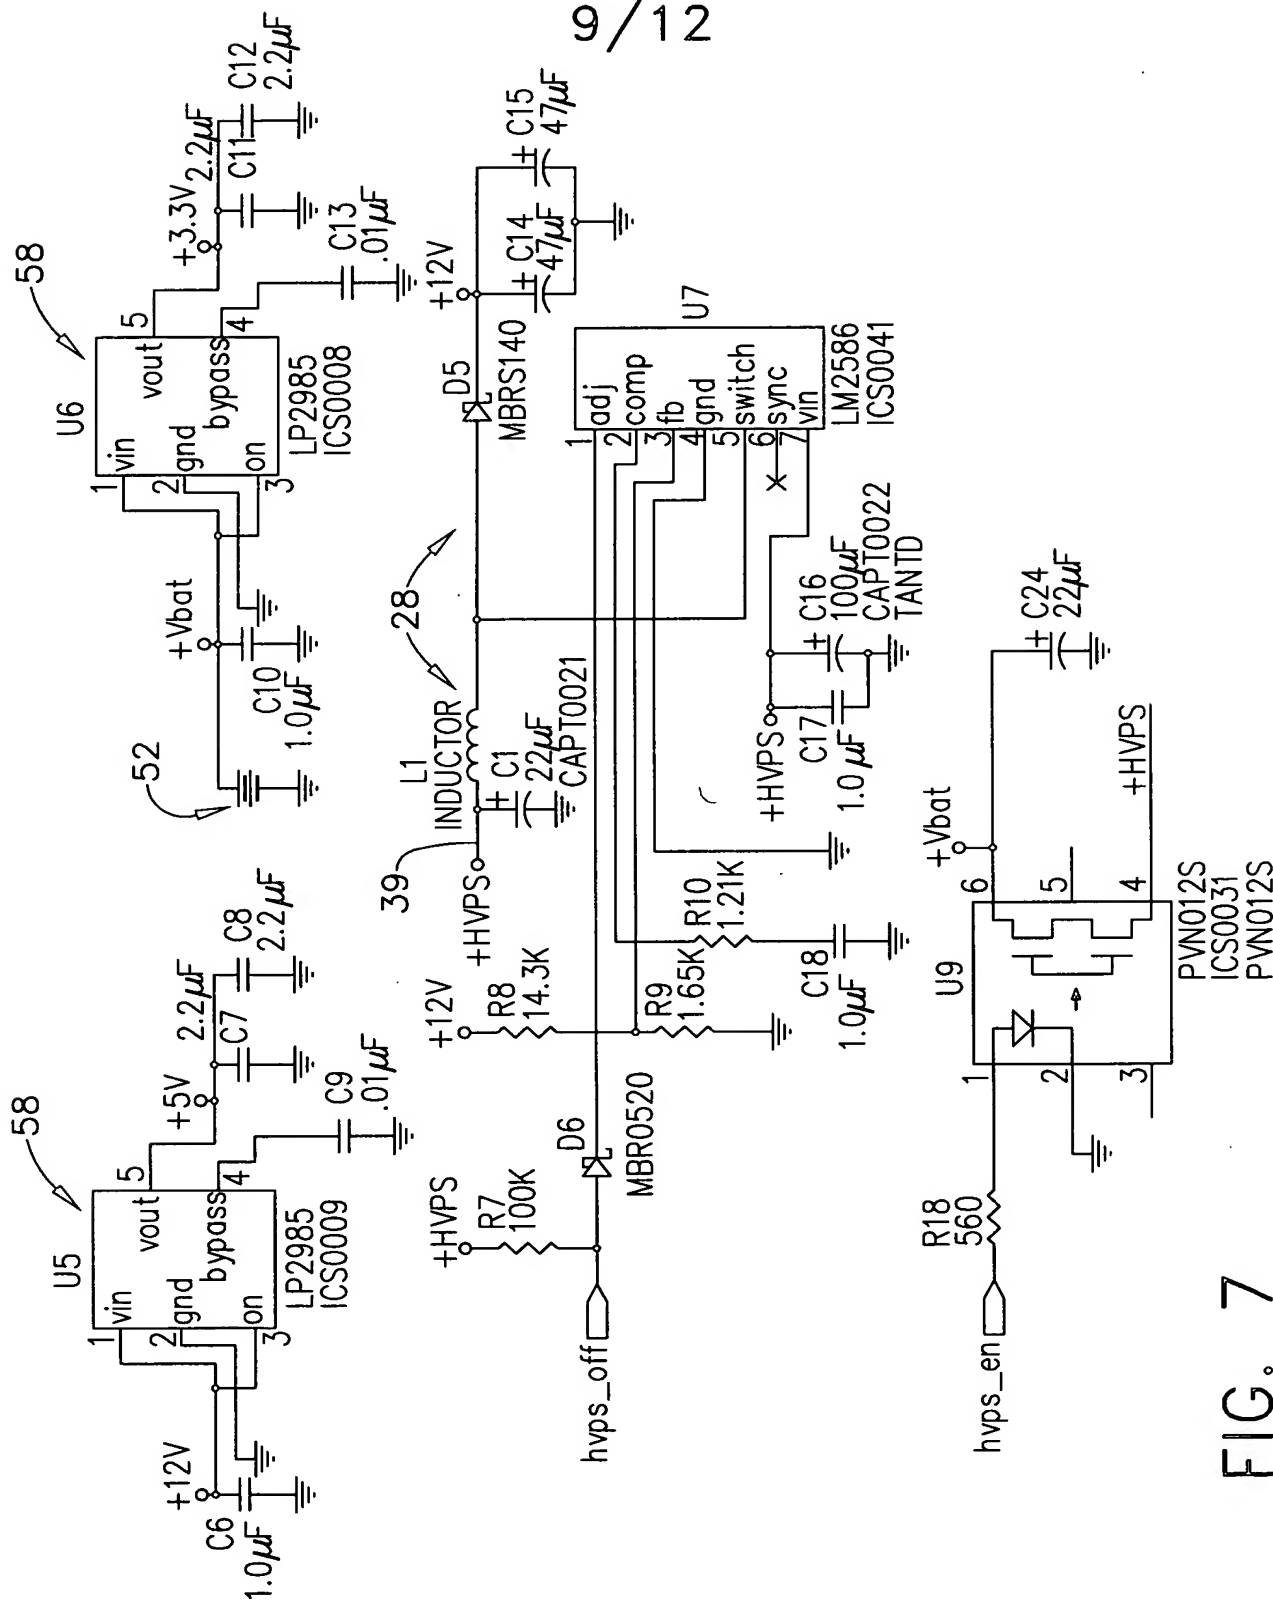 9/12
58
U5
1
vin
2
gnd
on
3
vout
5
bypass
4
LP2985
ICS0009
+12V
C6
1.0µF
+5V
2.2µF
C7
C8
2.2µF
C9
.01µF
52
58
U6
1
vin
2
gnd
on
3
vout
5
bypass
4
LP2985
ICS0008
+Vbat
C10
1.0µF
+3.3V
2.2µF
C11
C12
2.2µF
C13
.01µF
39
+HVPS
L1
INDUCTOR
C1
22µF
CAPT0021
28
D5
MBRS140
+12V
C14
47µF
C15
47µF
+HVPS
R7
100K
hvps_off
D6
MBR0520
+12V
R8
14.3K
R9
1.65K
R10
1.21K
C18
1.0µF
+HVPS
C17
1.0µF
C16
100µF
CAPT0022
TANTD
U7
1
adj
2
comp
3
fb
4
gnd
5
switch
6
sync
7
vin
LM2586
ICS0041
hvps_en
R18
560
U9
1
2
3
6
5
4
PVN012S
ICS0031
PVN012S
+Vbat
+HVPS
C24
22µF
FIG. 7